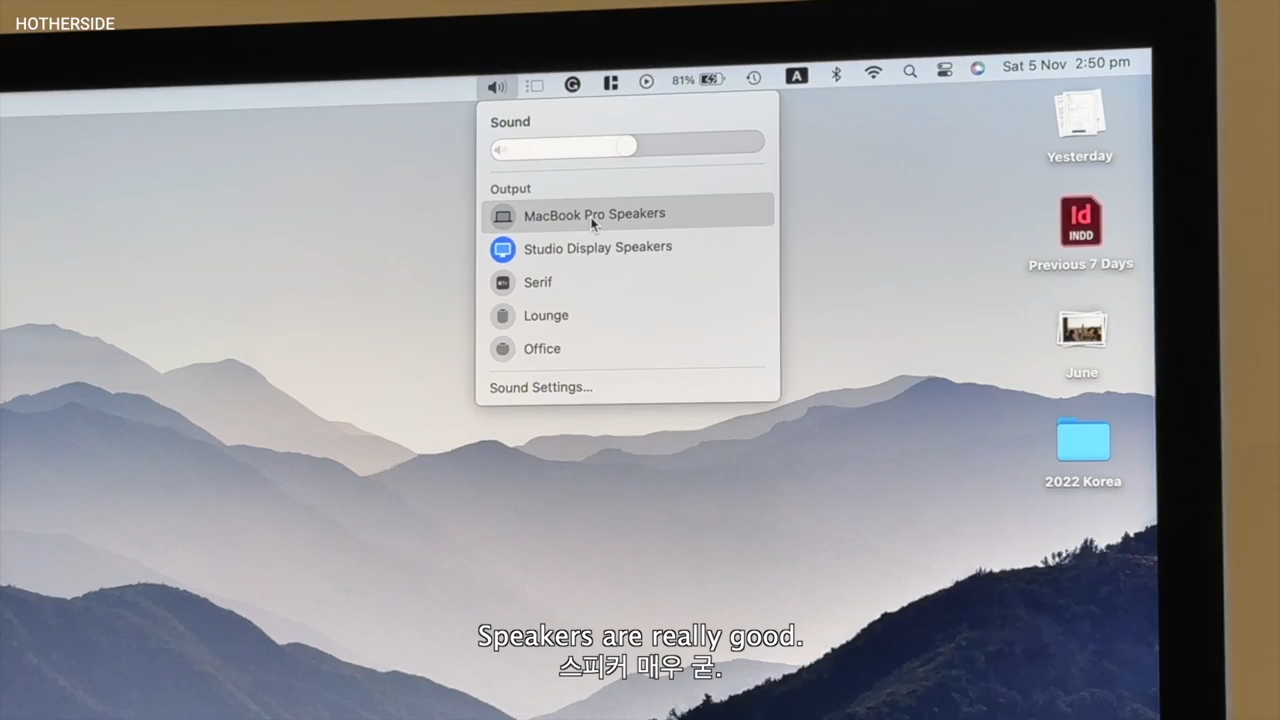 HOTHERSIDE
81%
A
Sat 5 Nov 2:50 pm
Sound
Output
MacBook Pro Speakers
Studio Display Speakers
Serif
Lounge
Office
Sound Settings...
Yesterday
Id
INDD
Previous 7 Days
June
2022 Korea
Speakers are really good.
스피커 매우 굳.